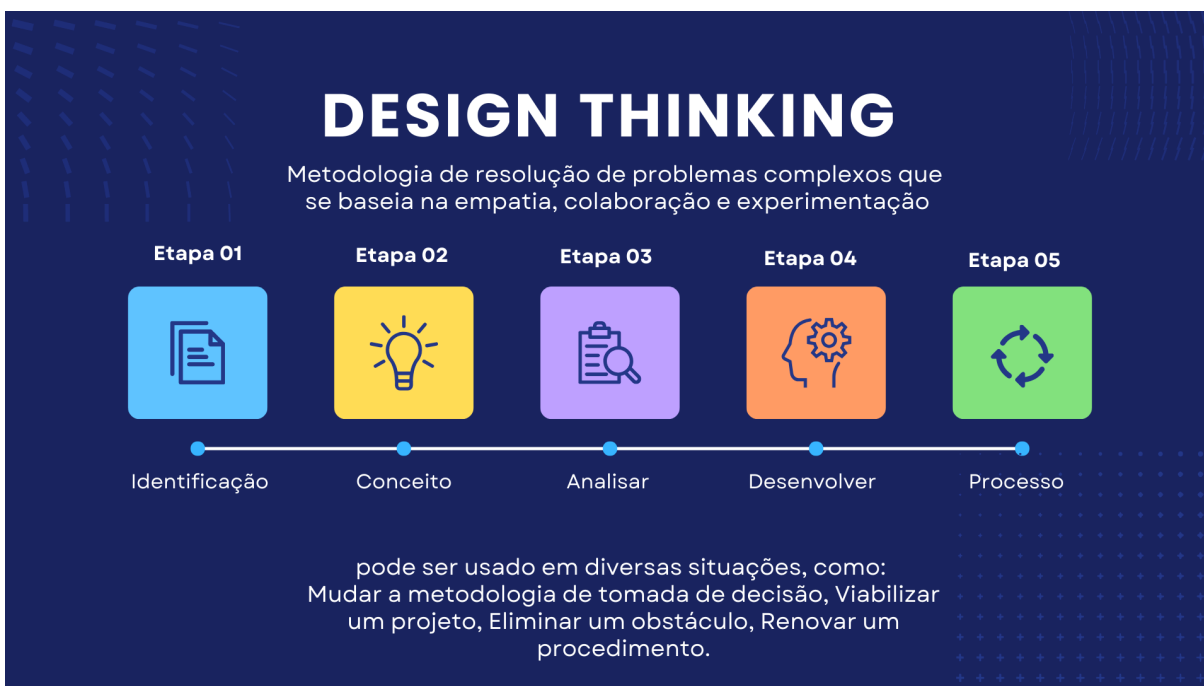 DESIGN THINKING
Metodologia de resolução de problemas complexos que
se baseia na empatia, colaboração e experimentação
Etapa 01
Etapa 02
Etapa 03
Etapa 04
Etapa 05
Identificação
Conceito
Analisar
Desenvolver
Processo
pode ser usado em diversas situações, como:
Mudar a metodologia de tomada de decisão, Viabilizar
um projeto, Eliminar um obstáculo, Renovar um
procedimento.